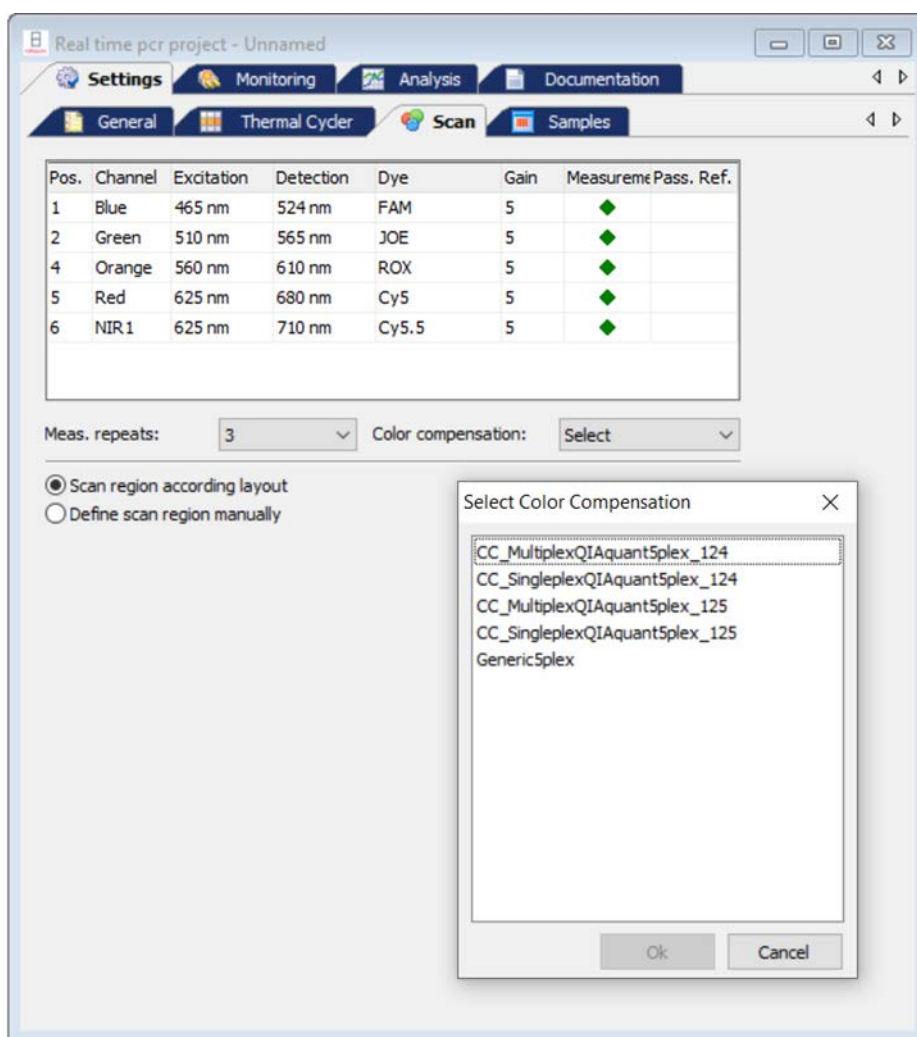 Real time pcr project - Unnamed
Settings Monitoring Analysis Documentation
General Thermal Cycler Scan Samples
Pos. Channel Excitation Detection Dye Gain Measureme Pass. Ref.
1 Blue 465 nm 524 nm FAM 5
2 Green 510 nm 565 nm JOE 5
4 Orange 560 nm 610 nm ROX 5
5 Red 625 nm 680 nm Cy5 5
6 NIR1 625 nm 710 nm Cy5.5 5
Meas. repeats: 3 Color compensation: Select
Scan region according layout
Define scan region manually
Select Color Compensation
CC_MultiplexQIAquant5plex_124
CC_SingleplexQIAquant5plex_124
CC_MultiplexQIAquant5plex_125
CC_SingleplexQIAquant5plex_125
Generic5plex
Ok Cancel